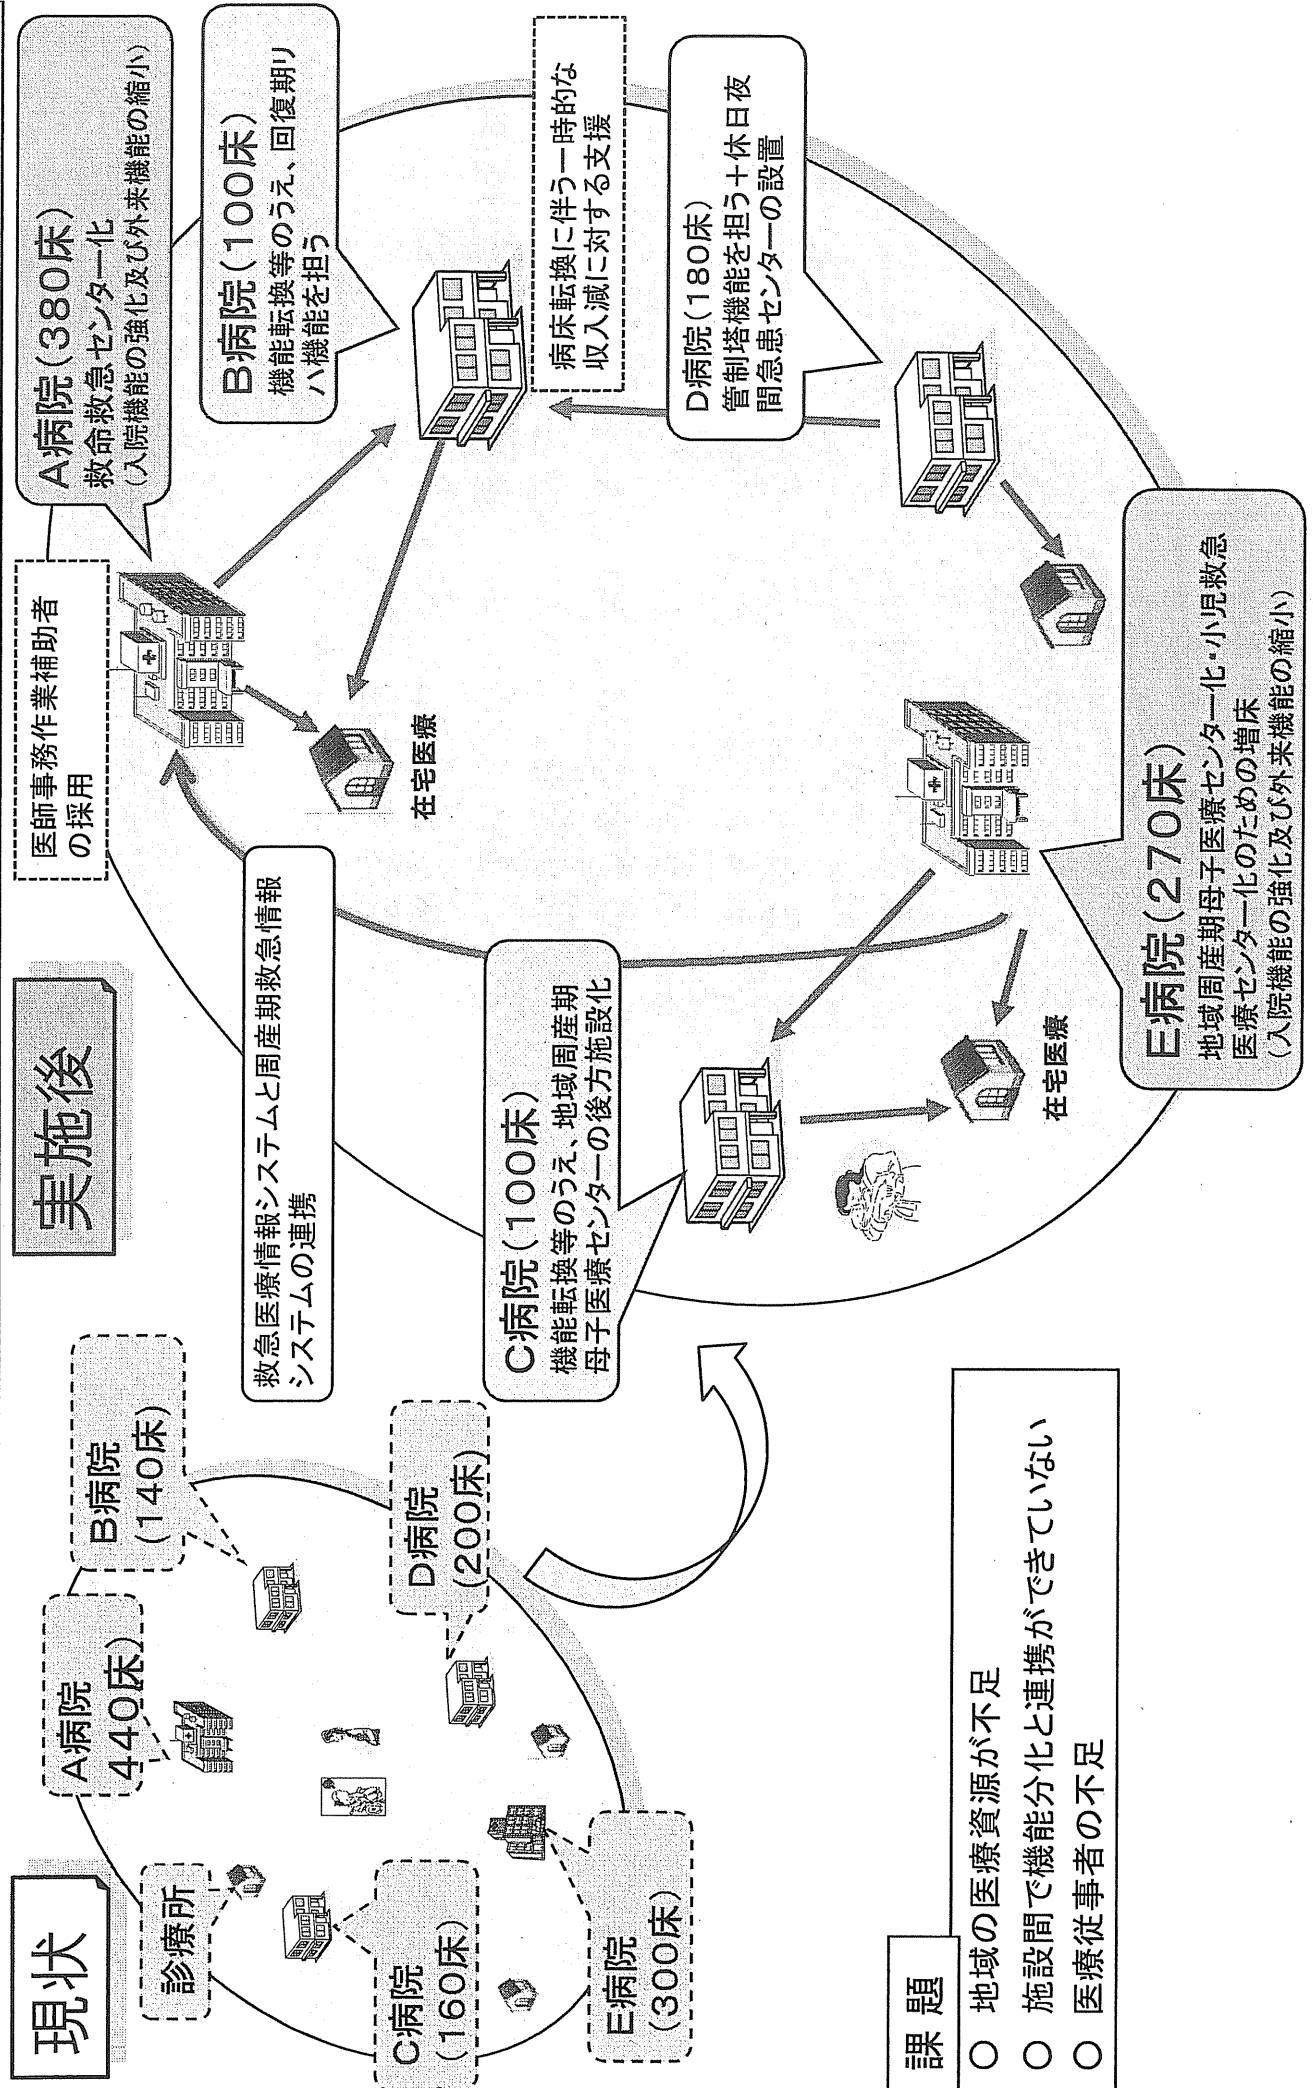 現状
診療所
A病院
440床)
B病院
(140床)
C病院
(160床)
D病院
(200床)
E病院
(300床)
課 題
○ 地域の医療資源が不足
○ 施設間で機能分化と連携ができていない
○ 医療従事者の不足
実施後
医師事務作業補助者
の採用
A病院(380床)
救命救急センター化
(入院機能の強化及び外来機能の縮小)
B病院(100床)
機能転換等のうえ、回復期リ
ハ機能を担う
救急医療情報システムと周産期救急情報
システムの連携
在宅医療
病床転換に伴う一時的な
収入減に対する支援
C病院(100床)
機能転換等のうえ、地域周産期
母子医療センターの後方施設化
D病院(180床)
管制塔機能を担う+休日夜
間急患センターの設置
在宅医療
E病院(270床)
地域周産期母子医療センター化・小児救急
医療センター化のための増床
(入院機能の強化及び外来機能の縮小)